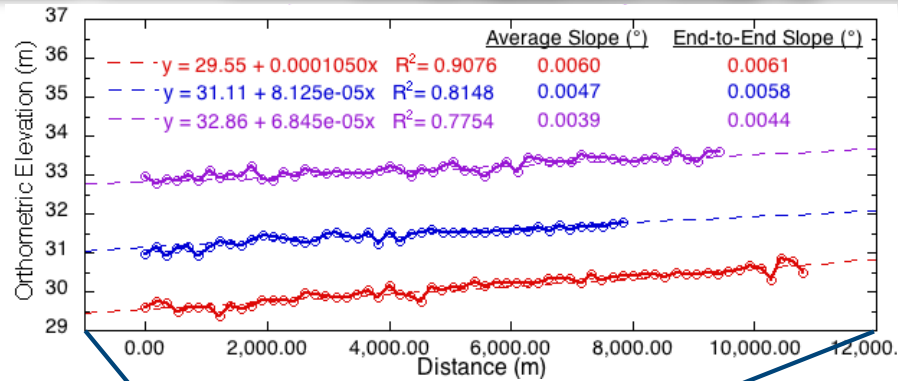 37
36
35
34
33
32
31
30
29
Orthometric Elevation (m)
Average Slope (°) End-to-End Slope (°)
y = 29.55 + 0.0001050x R²= 0.9076 0.0060 0.0061
y = 31.11 + 8.125e-05x R²= 0.8148 0.0047 0.0058
y = 32.86 + 6.845e-05x R²= 0.7754 0.0039 0.0044
0.00 2,000.00 4,000.00 6,000.00 8,000.00 10,000.00 12,000.
Distance (m)